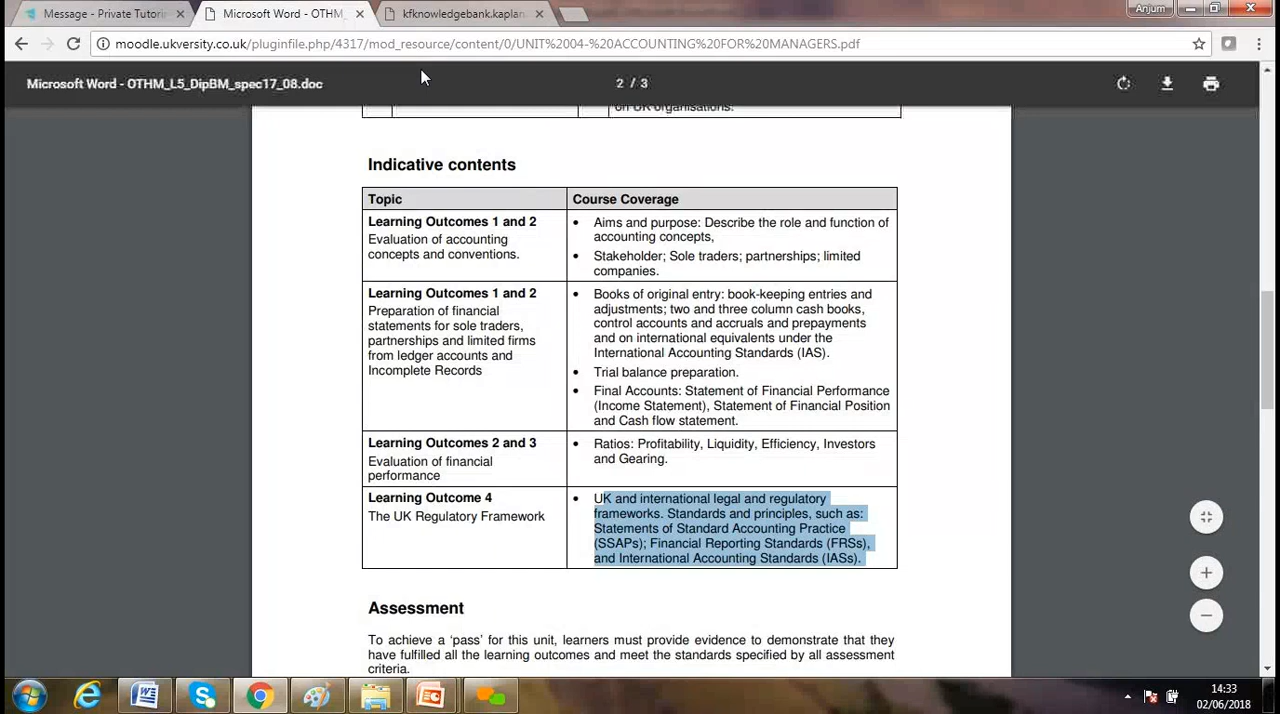 Message - Private Tutorin
Microsoft Word - OTHM_
kfknowledgebank.kaplan.
Anjum
moodle.ukversity.co.uk/pluginfile.php/4317/mod_resource/content/0/UNIT%2004-%20ACCOUNTING%20FOR%20MANAGERS.pdf
Microsoft Word - OTHM_L5_DipBM_spec17_08.doc
2 / 3
on UK organisations.
Indicative contents
Topic
Course Coverage
Learning Outcomes 1 and 2
Evaluation of accounting
concepts and conventions.
• Aims and purpose: Describe the role and function of
accounting concepts,
• Stakeholder; Sole traders; partnerships; limited
companies.
Learning Outcomes 1 and 2
Preparation of financial
statements for sole traders,
partnerships and limited firms
from ledger accounts and
Incomplete Records
• Books of original entry: book-keeping entries and
adjustments; two and three column cash books,
control accounts and accruals and prepayments
and on international equivalents under the
International Accounting Standards (IAS).
• Trial balance preparation.
• Final Accounts: Statement of Financial Performance
(Income Statement), Statement of Financial Position
and Cash flow statement.
Learning Outcomes 2 and 3
Evaluation of financial
performance
• Ratios: Profitability, Liquidity, Efficiency, Investors
and Gearing.
Learning Outcome 4
The UK Regulatory Framework
• UK and international legal and regulatory
frameworks. Standards and principles, such as:
Statements of Standard Accounting Practice
(SSAPs); Financial Reporting Standards (FRSs),
and International Accounting Standards (IASs).
Assessment
To achieve a ‘pass’ for this unit, learners must provide evidence to demonstrate that they
have fulfilled all the learning outcomes and meet the standards specified by all assessment
criteria.
14:33
02/06/2018